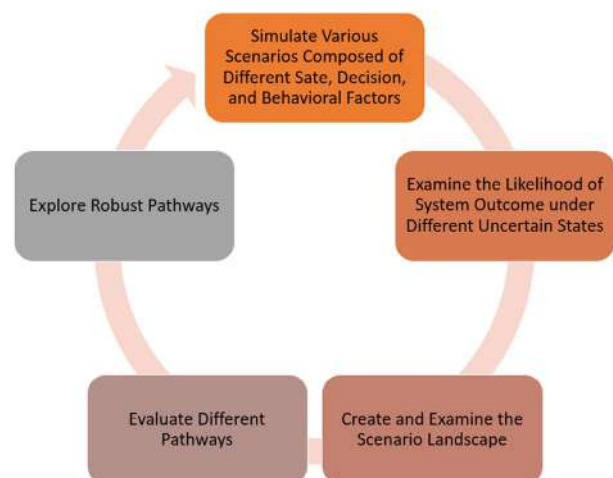 Simulate Various
Scenarios Composed of
Different Sate, Decision,
and Behavioral Factors
Examine the Likelihood of
System Outcome under
Different Uncertain States
Create and Examine the
Scenario Landscape
Evaluate Different
Pathways
Explore Robust Pathways